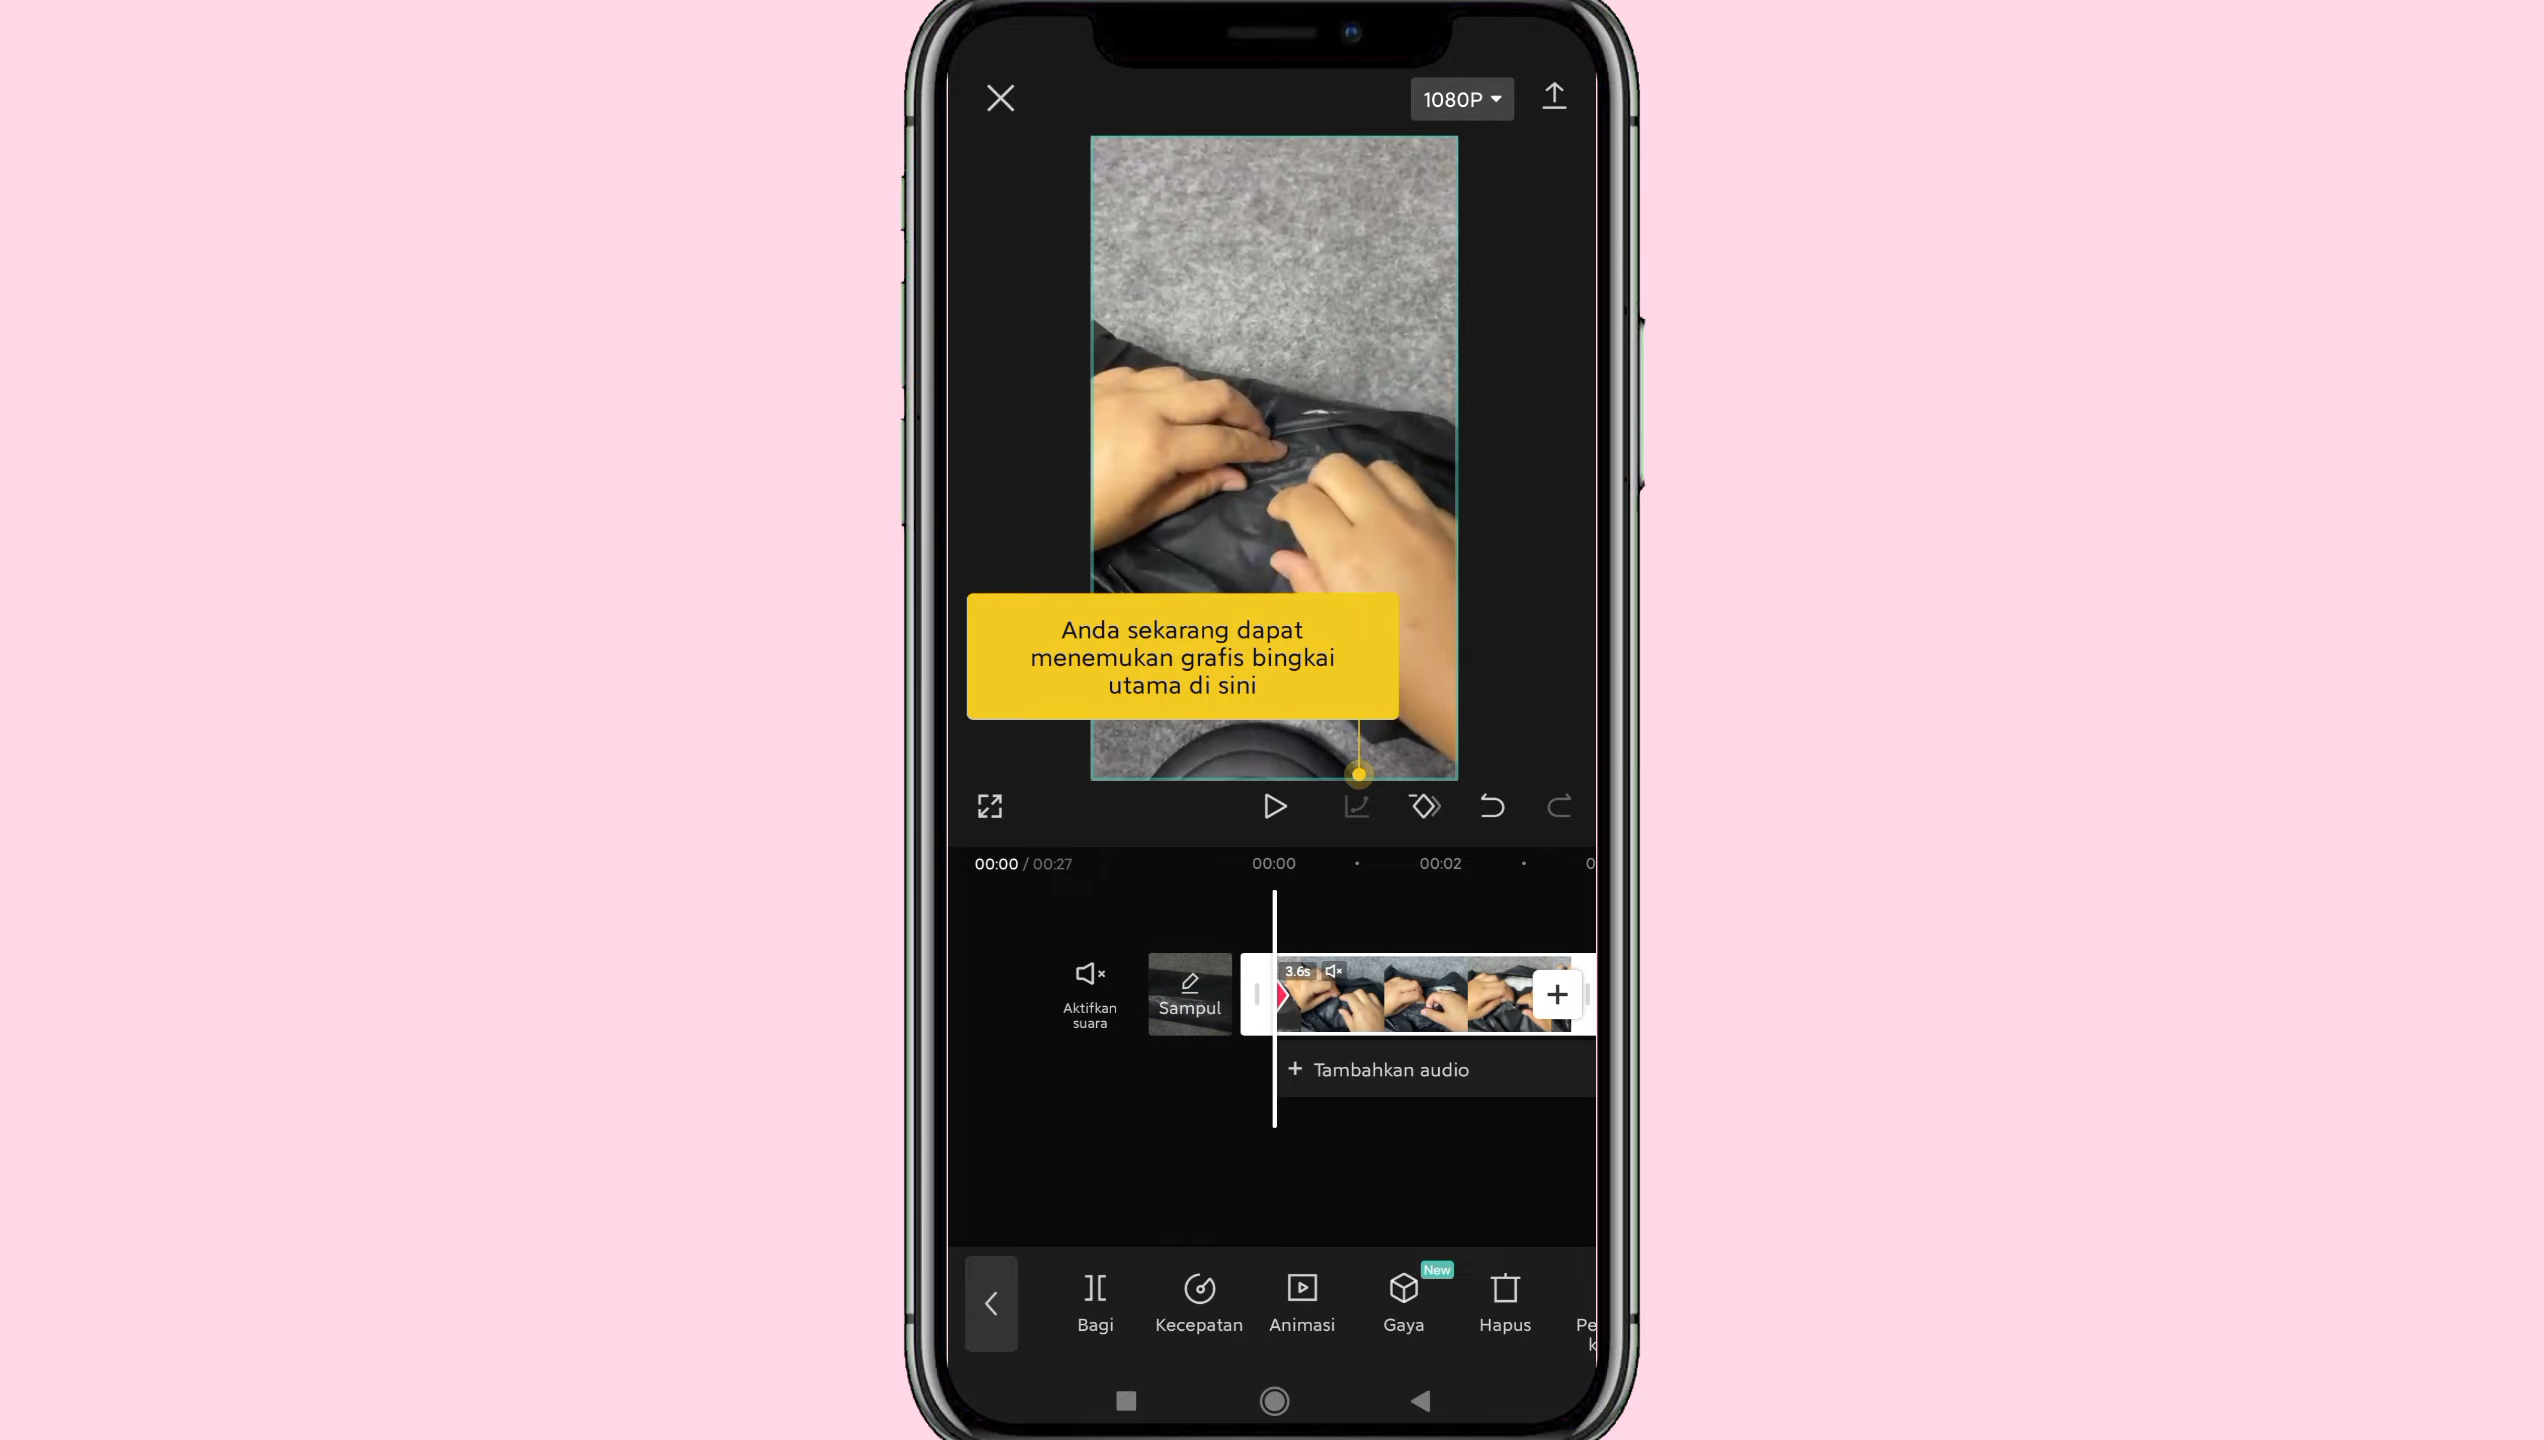 1080P
Anda sekarang dapat
menemukan grafis bingkai
utama di sini
00:00 / 00:27
00:00
00:02
3.6s
Aktifkan
suara
Sampul
+ Tambahkan audio
New
Bagi
Kecepatan
Animasi
Gaya
Hapus